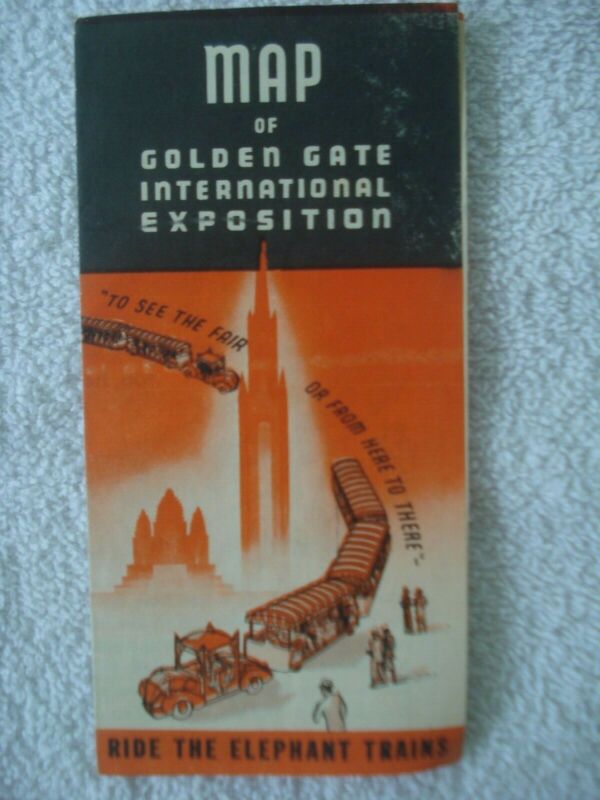 MAP
OF
GOLDEN GATE
INTERNATIONAL
EXPOSITION
"TO SEE THE FAIR
OR FROM HERE TO THERE"-
RIDE THE ELEPHANT TRAINS